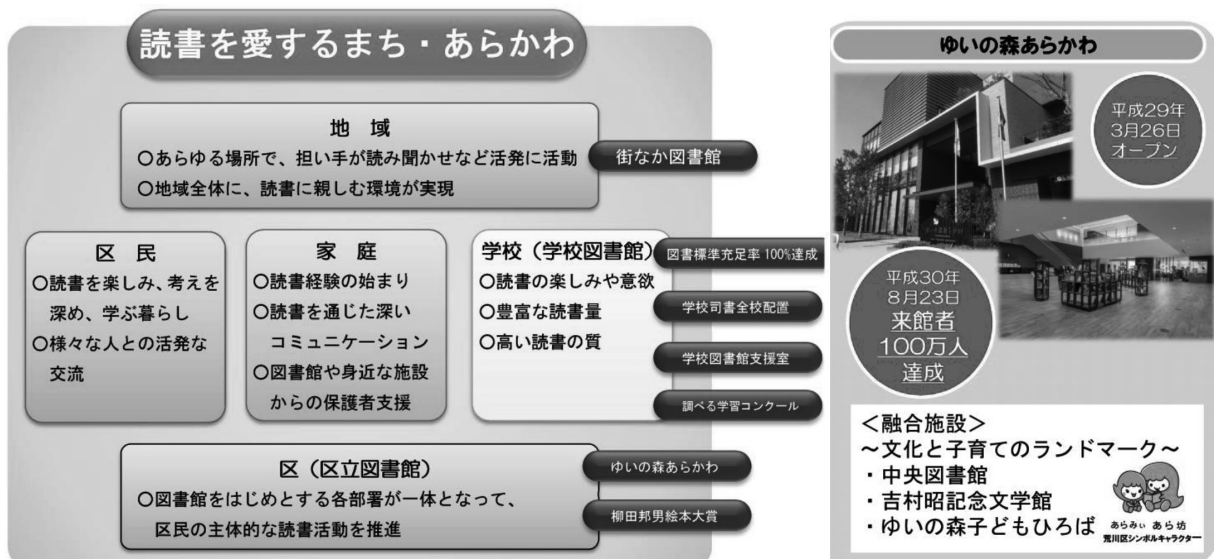 読書を愛するまち・あらかわ
地 域
〇あらゆる場所で、担い手が読み聞かせなど活発に活動
〇地域全体に、読書に親しむ環境が実現
街なか図書館
区 民
〇読書を楽しみ、考えを
深め、学ぶ暮らし
〇様々な人との活発な
交流
家 庭
〇読書経験の始まり
〇読書を通じた深い
コミュニケーション
〇図書館や身近な施設
からの保護者支援
学校（学校図書館）
〇読書の楽しみや意欲
〇豊富な読書量
〇高い読書の質
図書標準充足率100%達成
学校司書全校配置
学校図書館支援室
調べる学習コンクール
区（区立図書館）
〇図書館をはじめとする各部署が一体となって、
区民の主体的な読書活動を推進
ゆいの森あらかわ
柳田邦男絵本大賞
ゆいの森あらかわ
平成29年
3月26日
オープン
平成30年
8月23日
来館者
100万人
達成
＜融合施設＞
～文化と子育てのランドマーク～
・中央図書館
・吉村昭記念文学館
・ゆいの森子どもひろば
あらみぃ あら坊
荒川区シンボルキャラクター